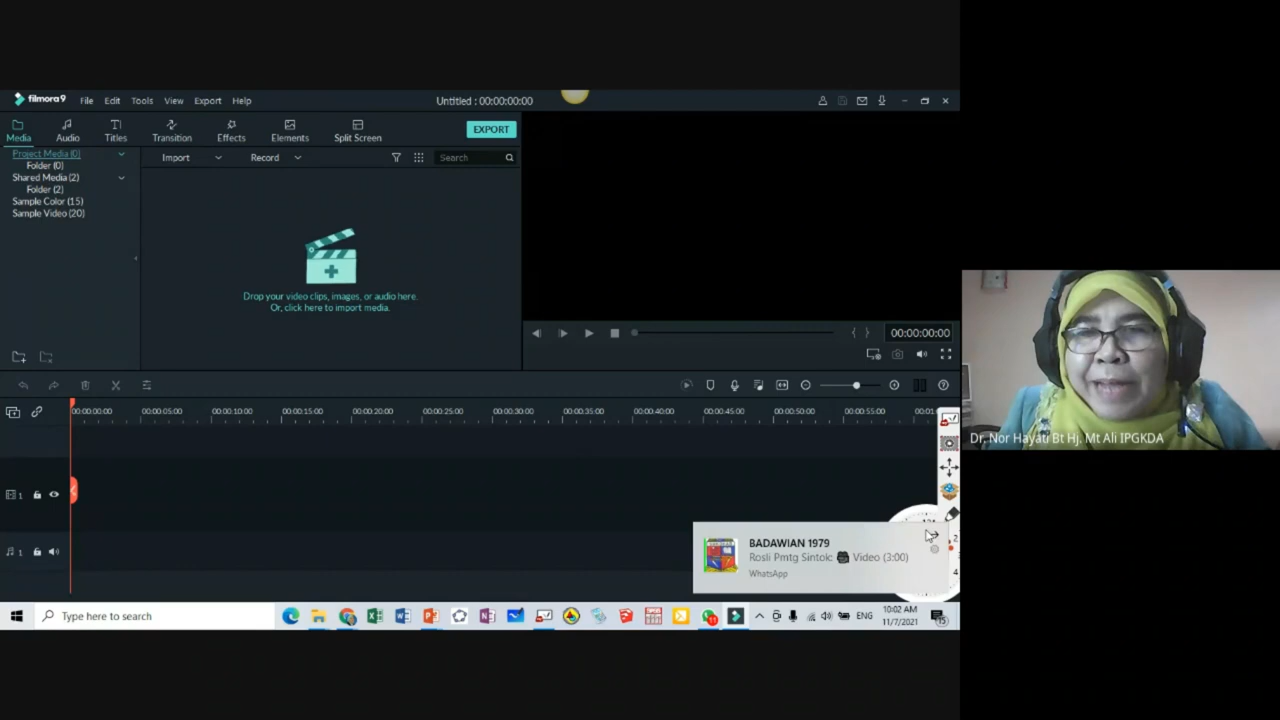 filmora9 File Edit Tools View Export Help Untitled : 00:00:00:00
Media Audio Titles Transition Effects Elements Split Screen EXPORT
Project Media (0)
Folder (0)
Shared Media (2)
Folder (2)
Sample Color (15)
Sample Video (20)
Import Record Search
Drop your video clips, images, or audio here.
Or, click here to import media.
00:00:00:00
00:00:00:00 00:00:05:00 00:00:10:00 00:00:15:00 00:00:20:00 00:00:25:00 00:00:30:00 00:00:35:00 00:00:40:00 00:00:45:00 00:00:50:00 00:00:55:00
1
1
BADAWIAN 1979
Rosli Pmtg Sintok Video (3:00)
WhatsApp
Type here to search
ENG
10:02 AM
11/7/2021
Dr. Nor Hayati Bt Hj. Mt Ali IPGKDA